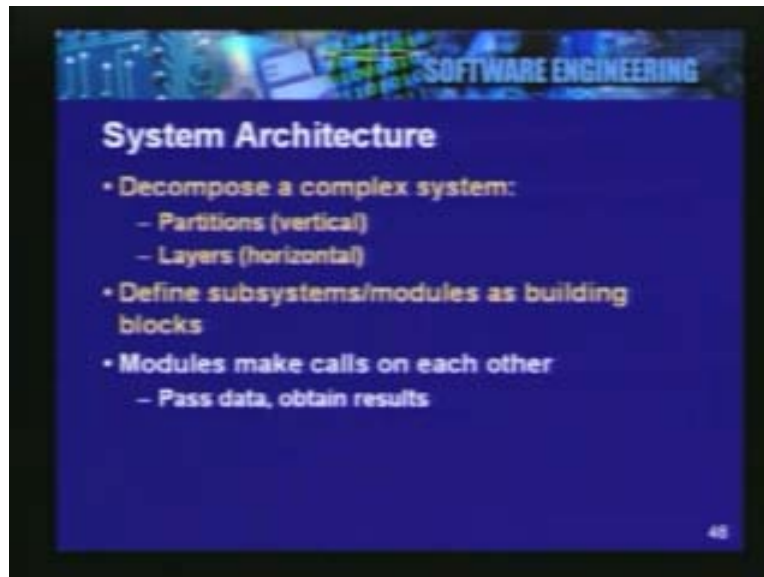 SOFTWARE ENGINEERING
System Architecture
• Decompose a complex system:
– Partitions (vertical)
– Layers (horizontal)
• Define subsystems/modules as building
blocks
• Modules make calls on each other
– Pass data, obtain results